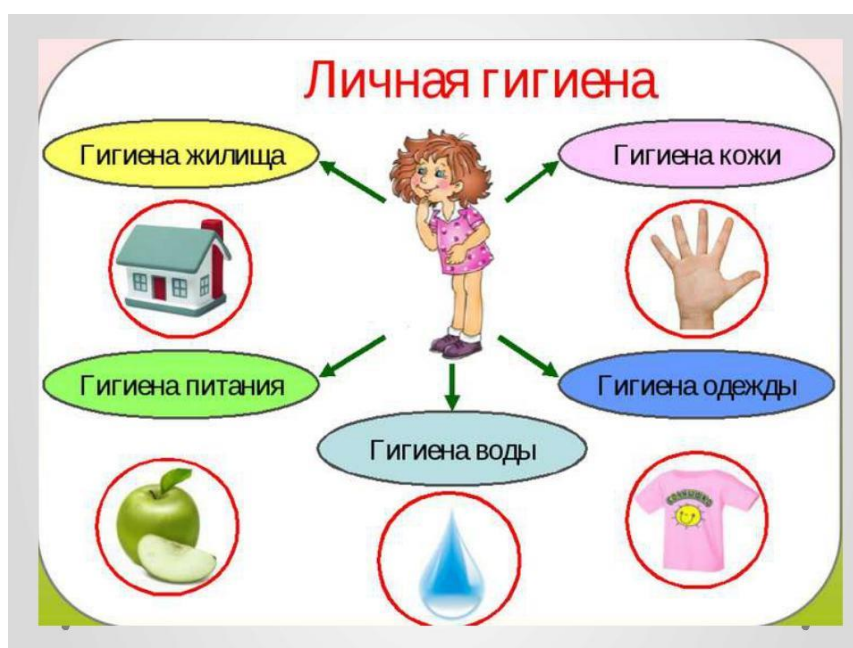 Личная гигиена
Гигиена жилища
Гигиена кожи
Гигиена питания
Гигиена одежды
Гигиена воды